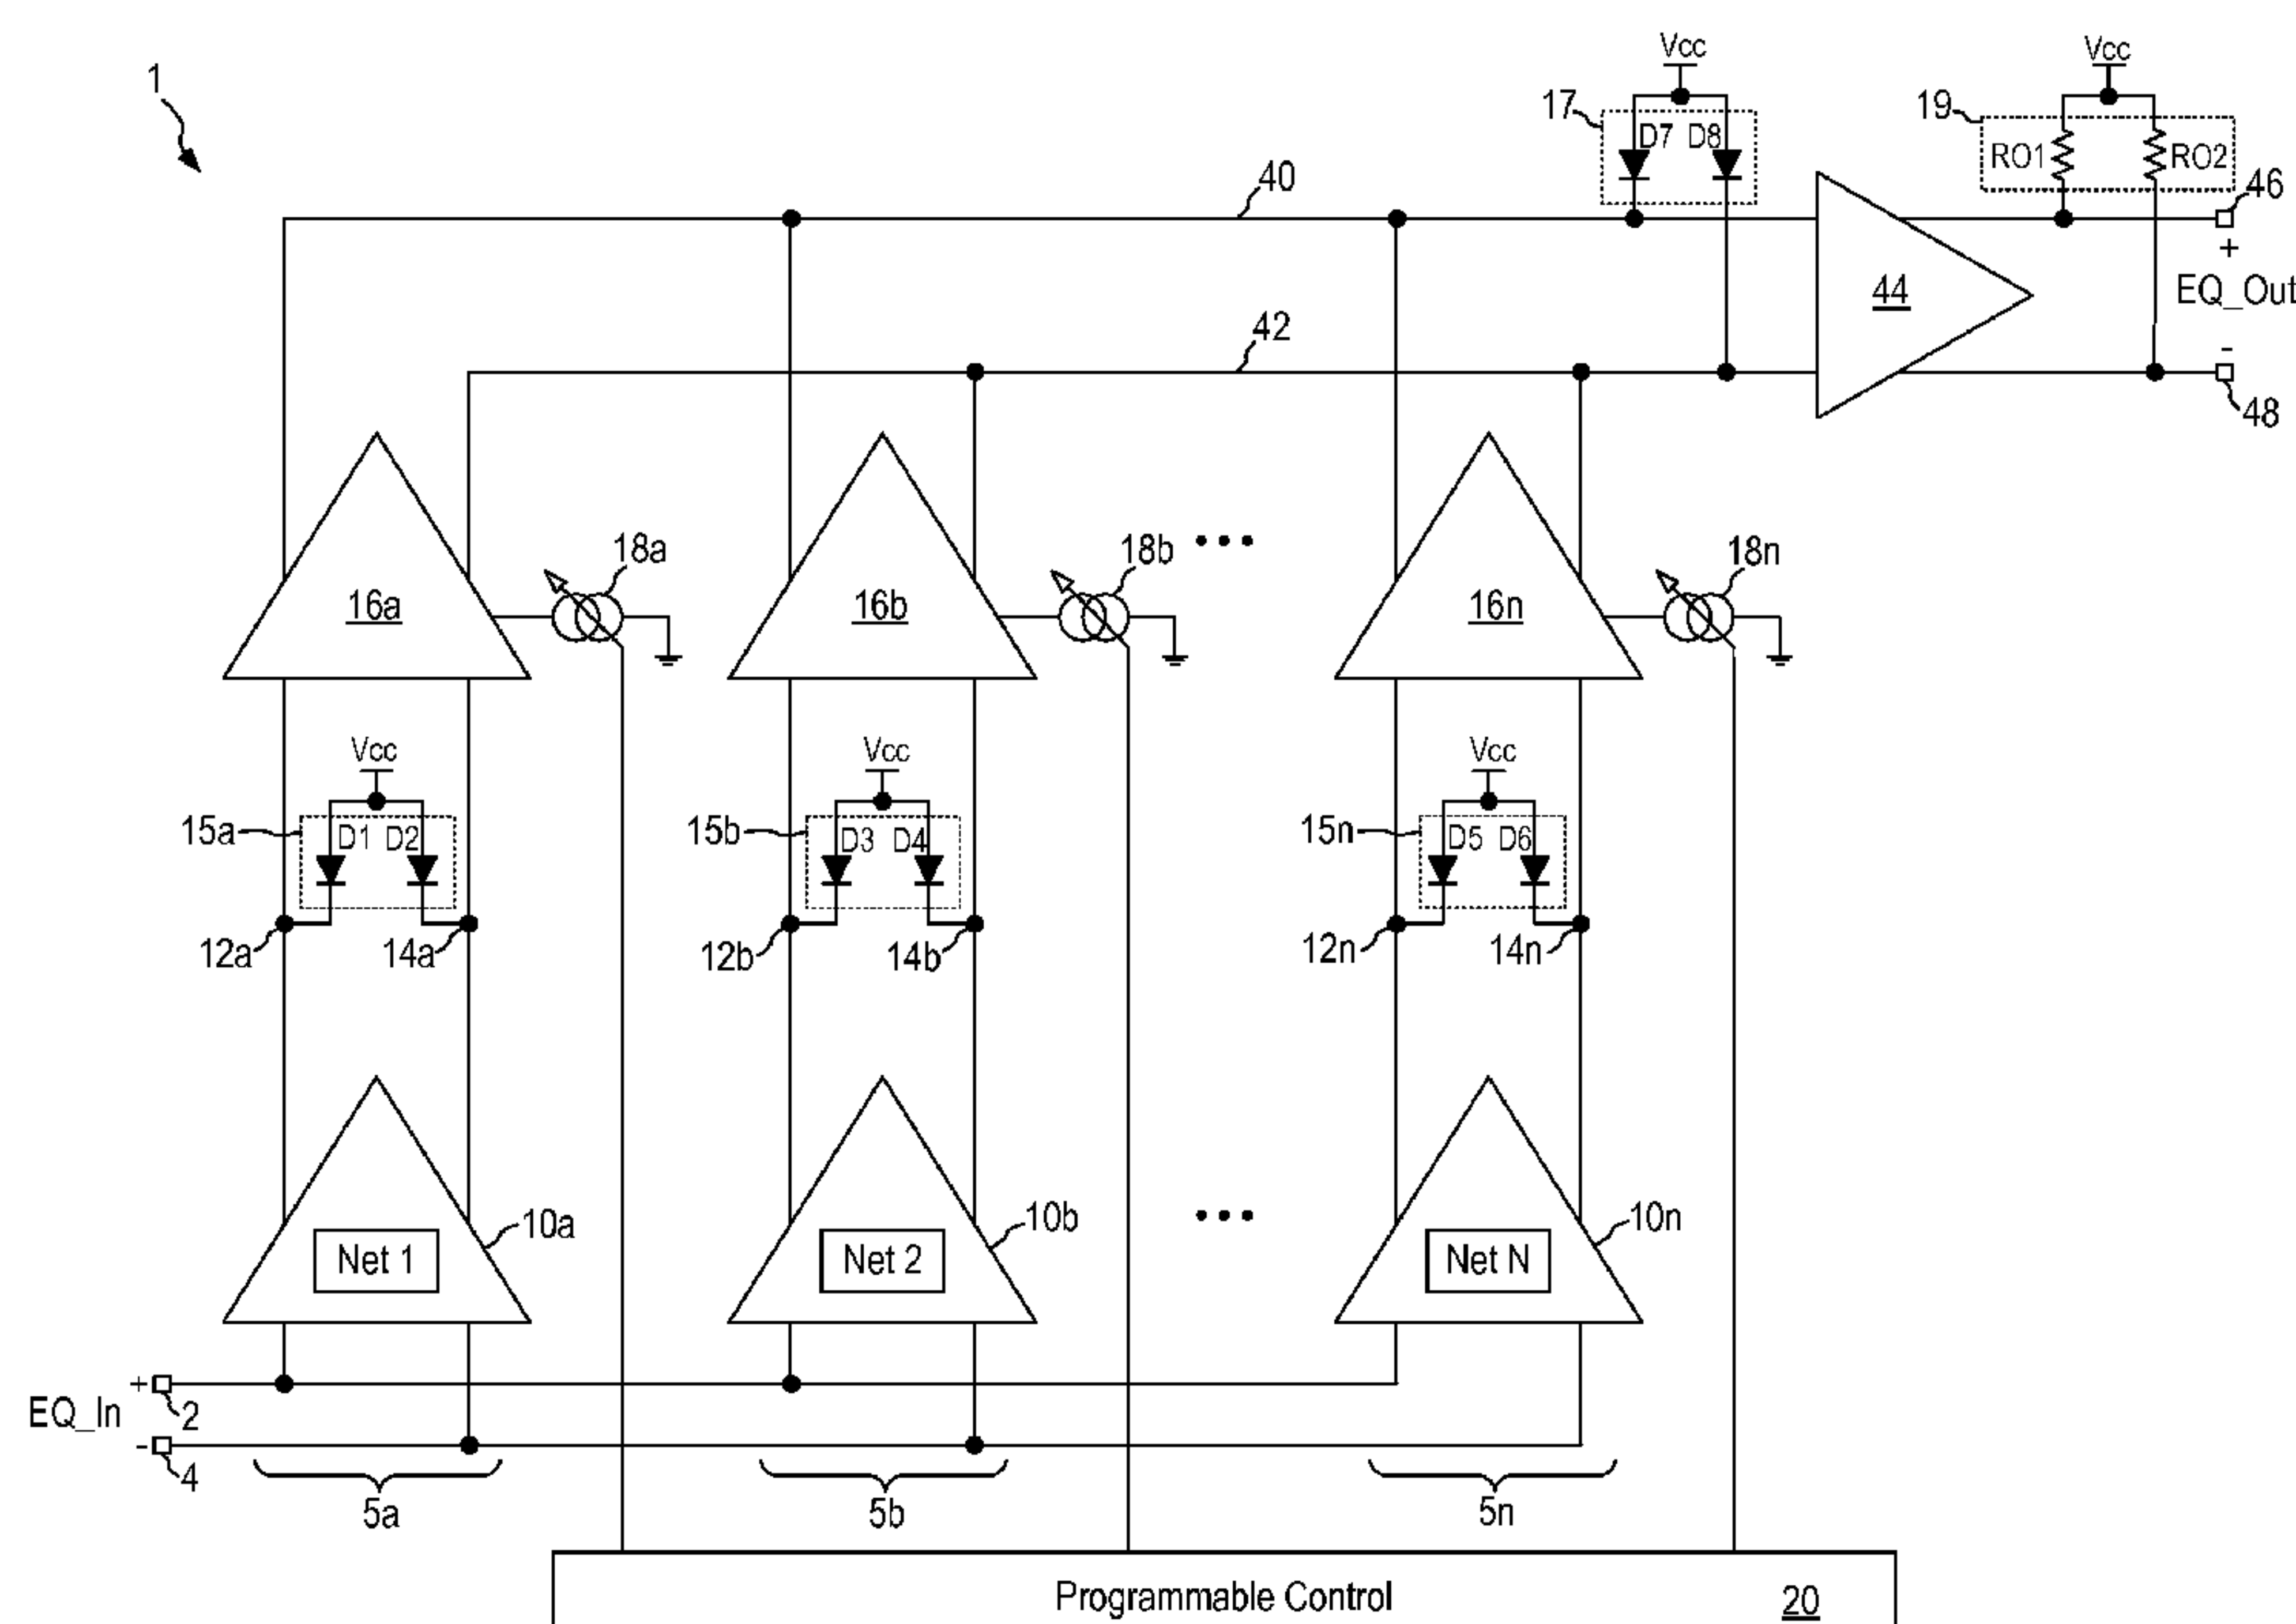 1
Vcc
Vcc
17
D7 D8
19
RO1
RO2
40
46
+
EQ_Out
44
42
-
48
18a
18b
...
18n
16a
16b
16n
Vcc
Vcc
Vcc
15a
D1 D2
15b
D3 D4
15n
D5 D6
12a
14a
12b
14b
12n
14n
10a
10b
...
10n
Net 1
Net 2
Net N
+
2
EQ_In
-
4
5a
5b
5n
Programmable Control
20